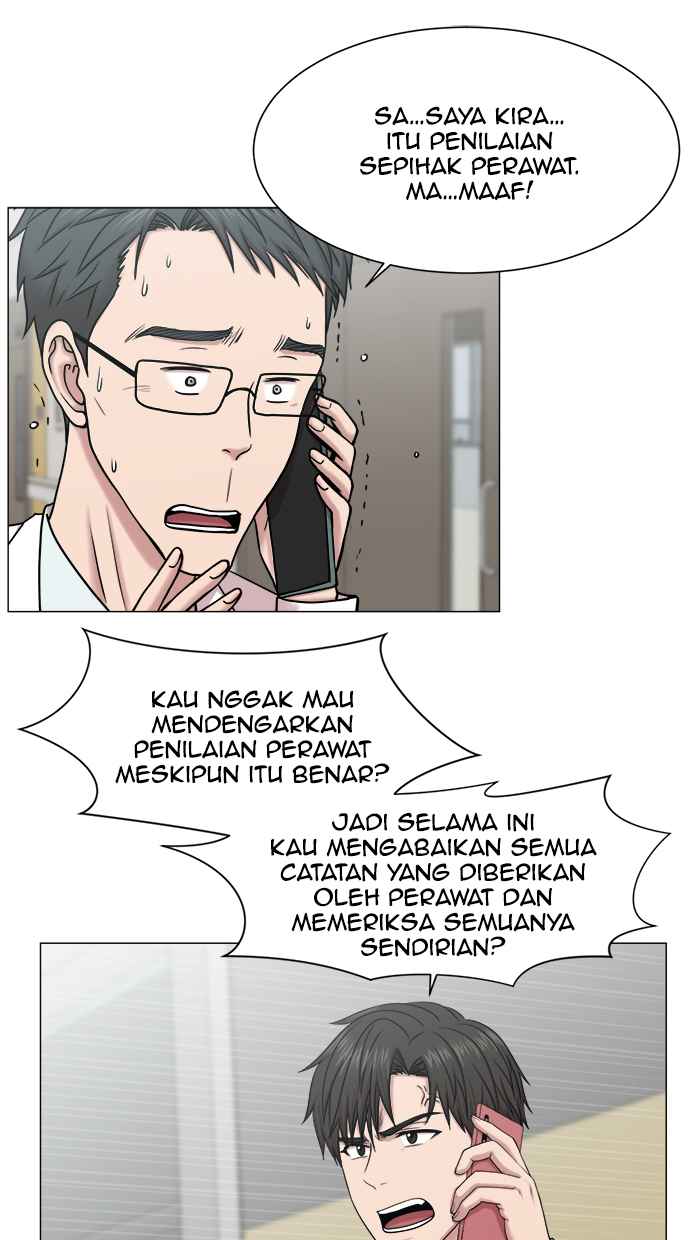 SA...SAYA KIRA...
ITU PENILAIAN
SEPIHAK PERAWAT.
MA...MAAF!
KAU NGGAK MAU
MENDENGARKAN
PENILAIAN PERAWAT
MESKIPUN ITU BENAR?
JADI SELAMA INI
KAU MENGABAIKAN SEMUA
CATATAN YANG DIBERIKAN
OLEH PERAWAT DAN
MEMERIKSA SEMUANYA
SENDIRIAN?